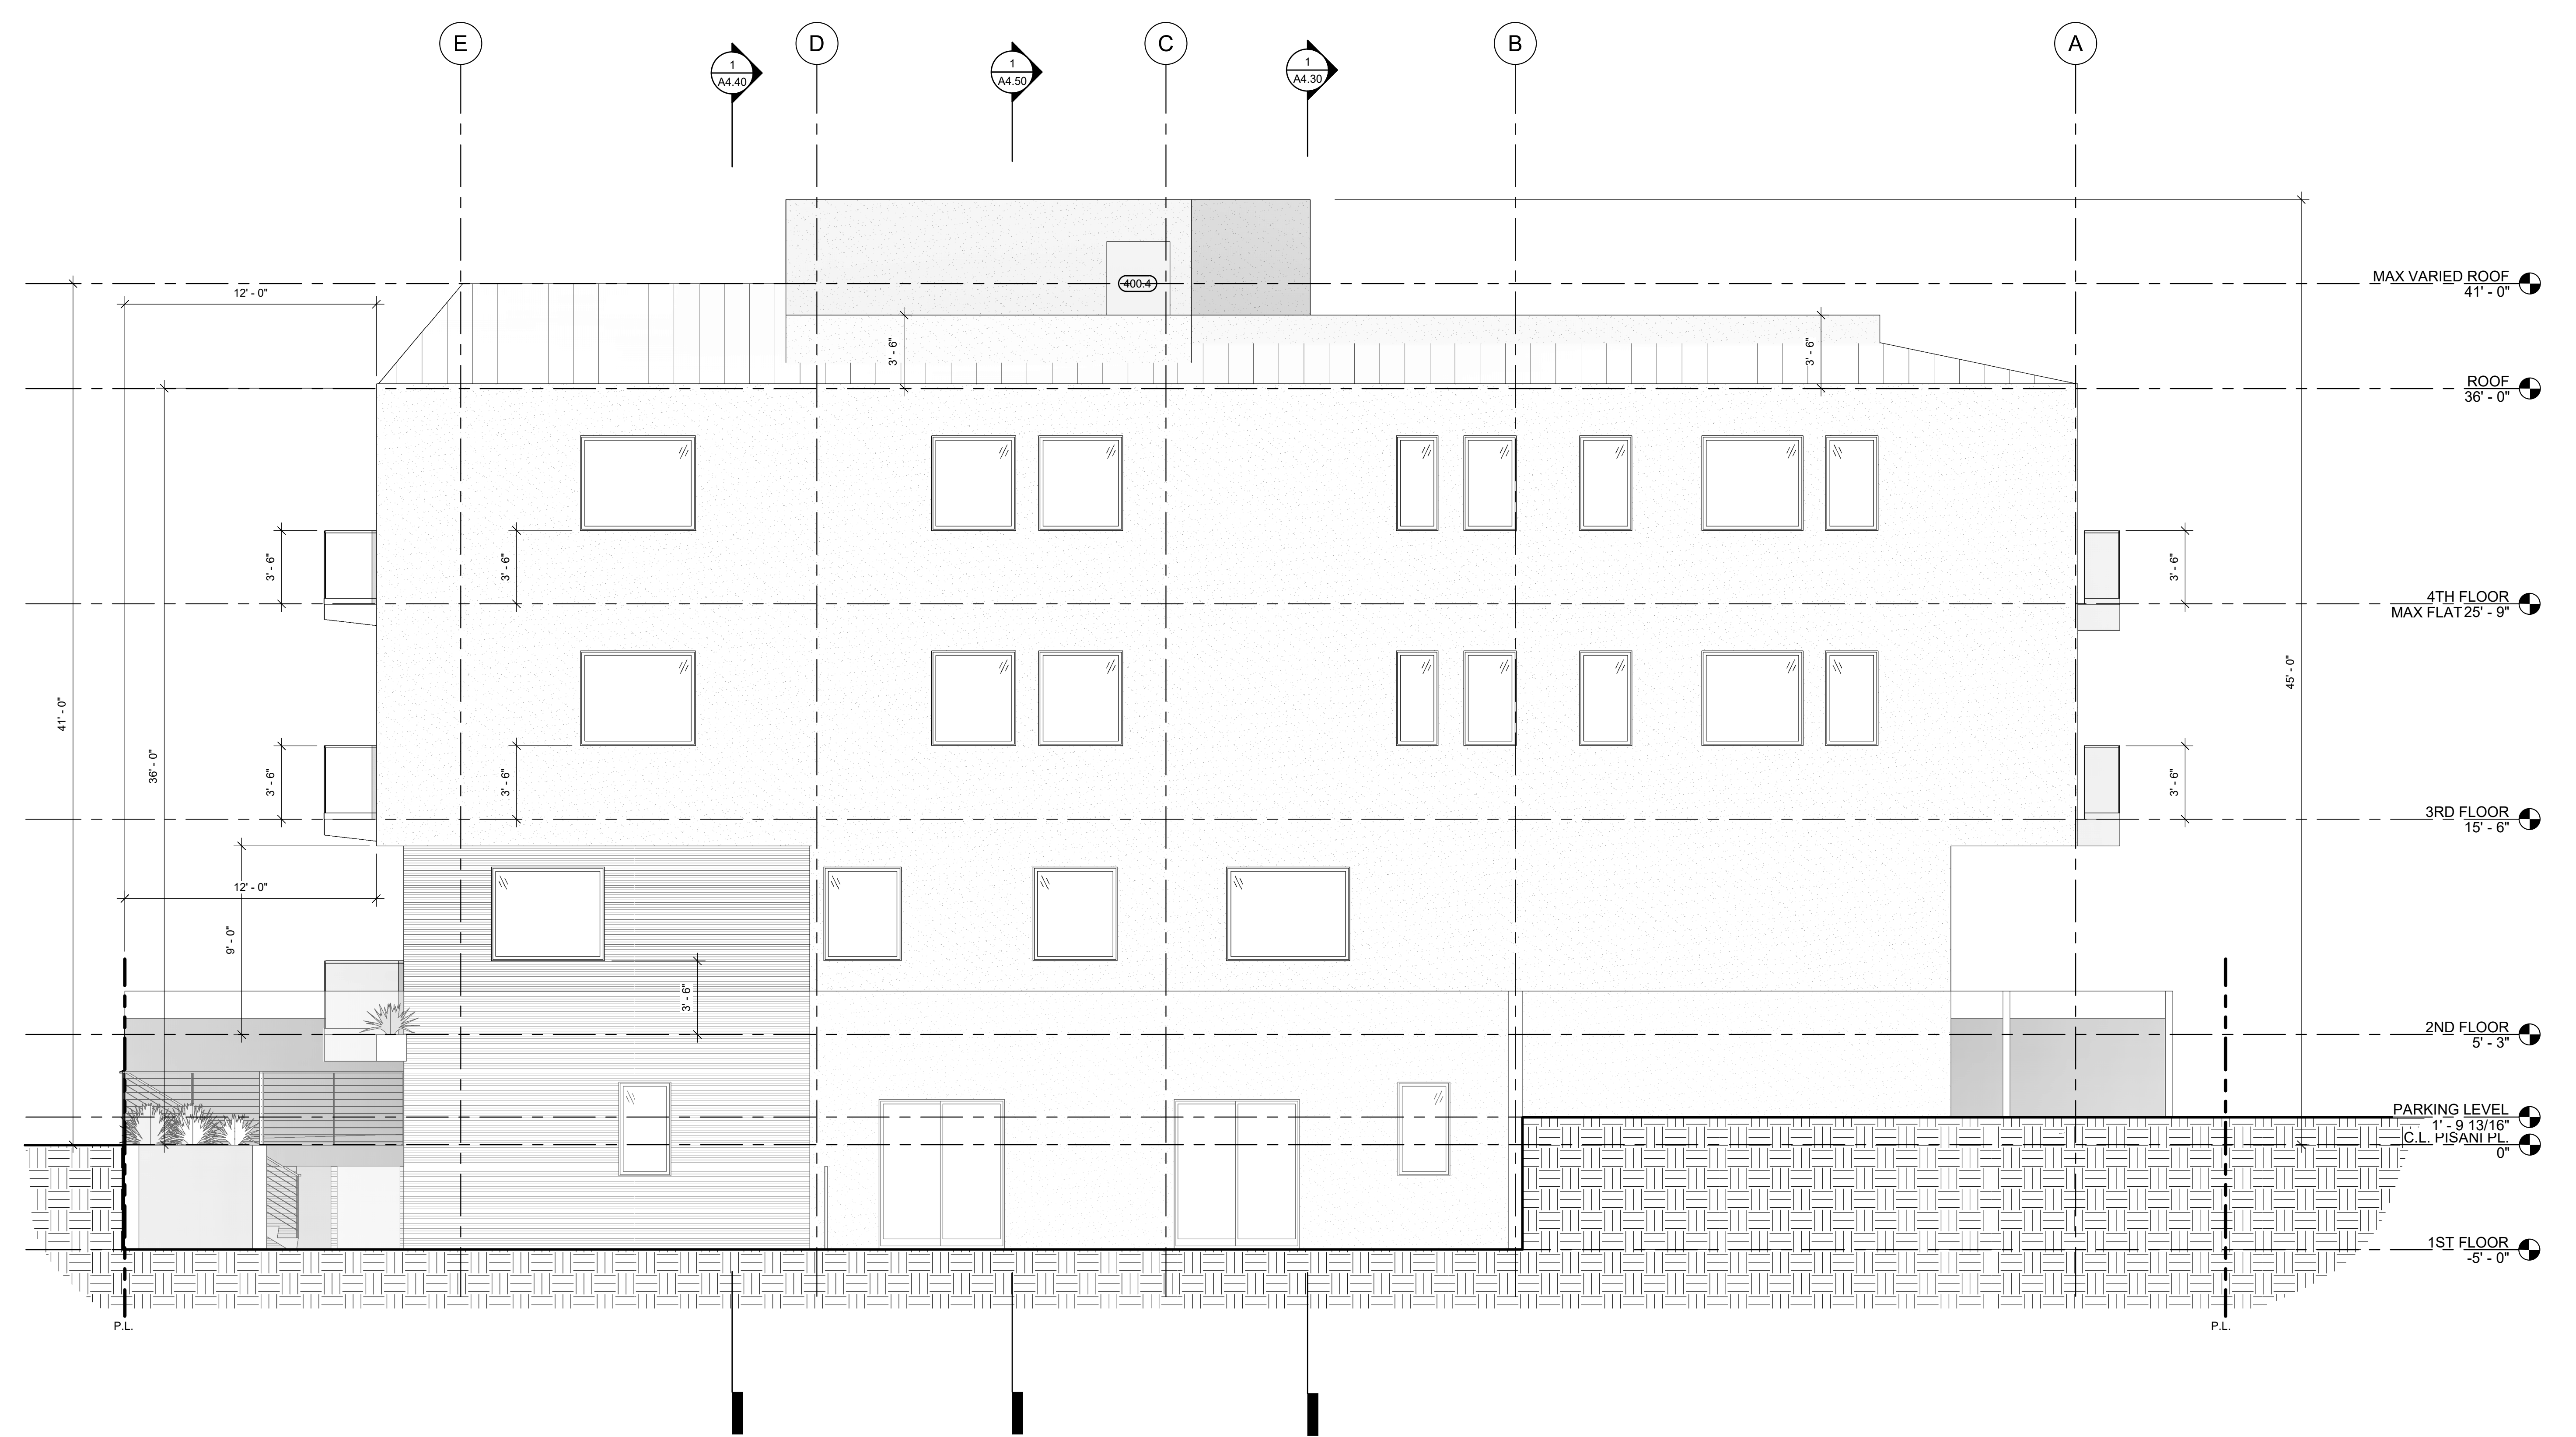 E
D
C
B
A
1
A4.40
1
A4.50
1
A4.30
MAX VARIED ROOF
41' - 0"
400.4
12' - 0"
3' - 6"
3' - 6"
ROOF
36' - 0"
3' - 6"
3' - 6"
3' - 6"
4TH FLOOR
MAX FLAT 25' - 9"
41' - 0"
36' - 0"
45' - 0"
3' - 6"
3' - 6"
3' - 6"
3RD FLOOR
15' - 6"
12' - 0"
9' - 0"
3' - 6"
2ND FLOOR
5' - 3"
PARKING LEVEL
1' - 9 13/16"
C.L. PISANI PL.
0"
1ST FLOOR
-5' - 0"
P.L.
P.L.